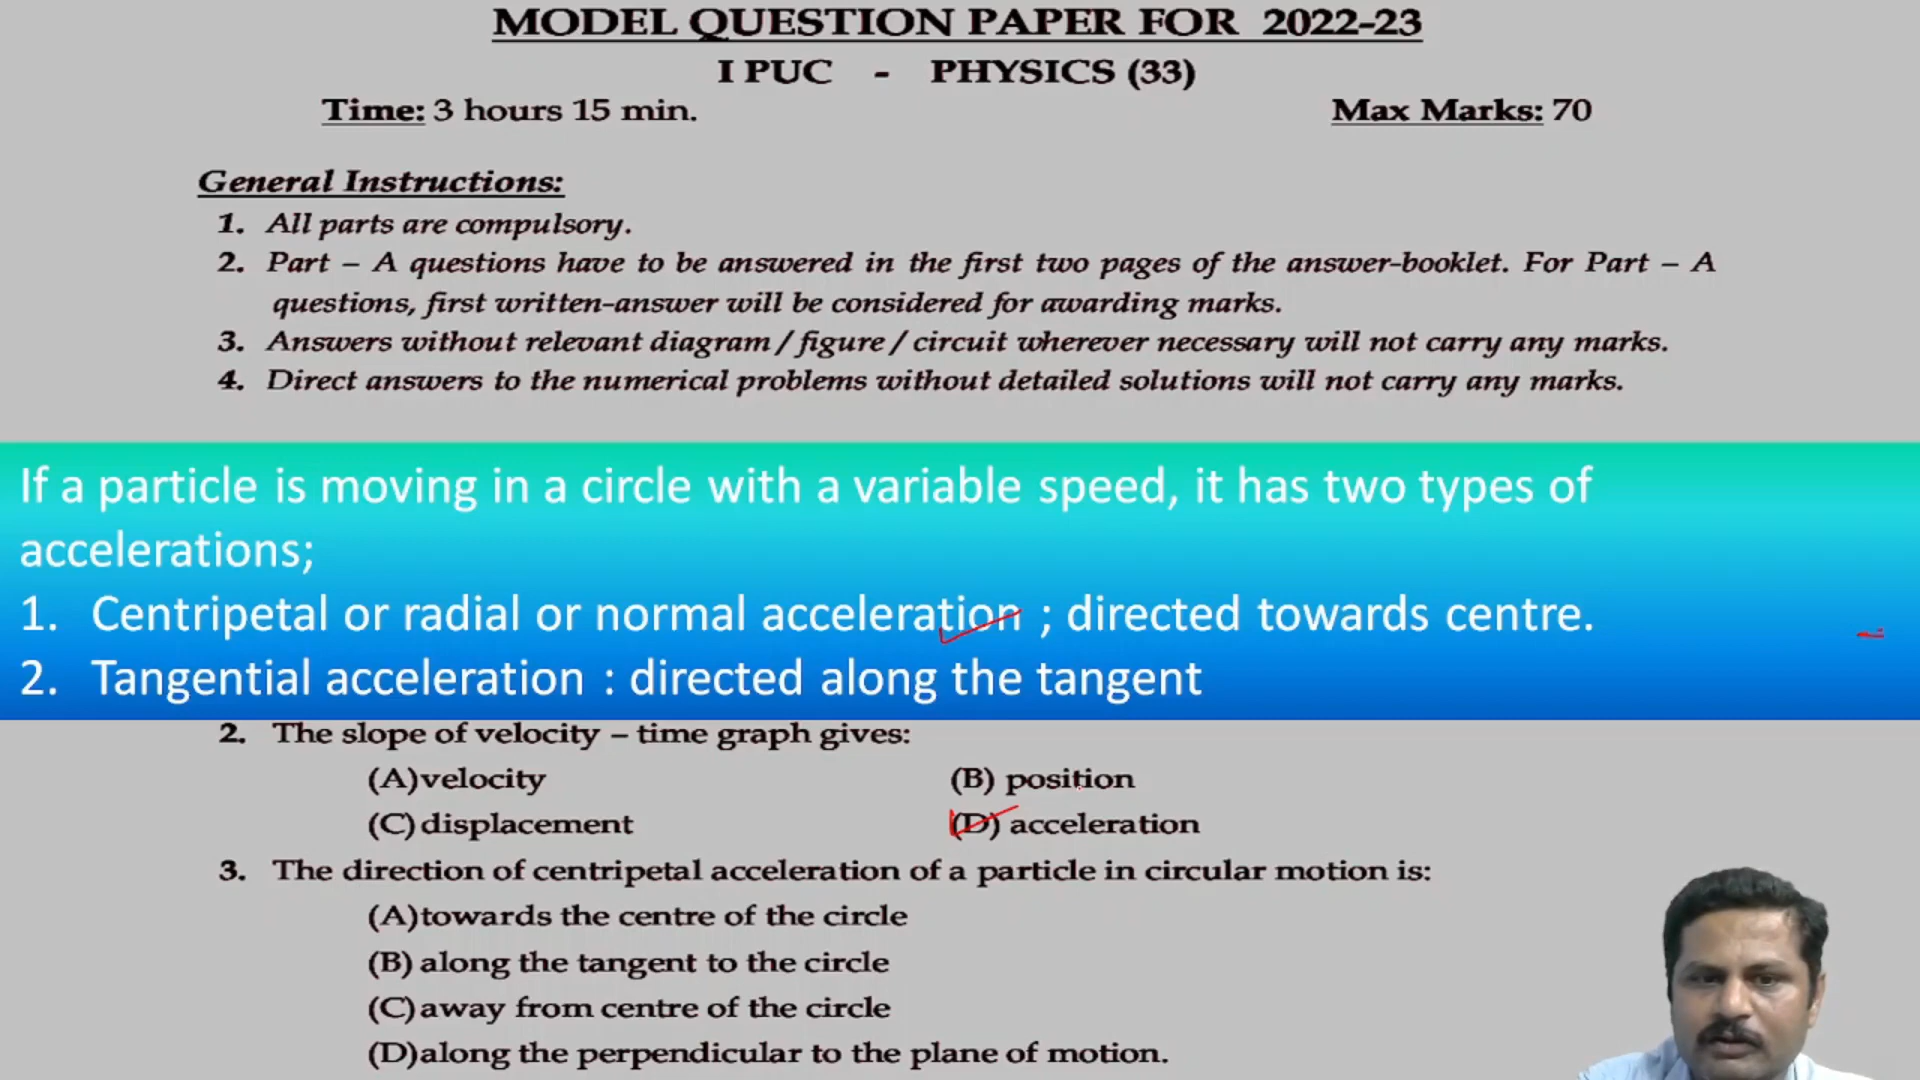 MODEL QUESTION PAPER FOR 2022-23
I PUC - PHYSICS (33)
Time: 3 hours 15 min. Max Marks: 70
General Instructions:
1. All parts are compulsory.
2. Part – A questions have to be answered in the first two pages of the answer-booklet. For Part – A
questions, first written-answer will be considered for awarding marks.
3. Answers without relevant diagram / figure / circuit wherever necessary will not carry any marks.
4. Direct answers to the numerical problems without detailed solutions will not carry any marks.
If a particle is moving in a circle with a variable speed, it has two types of
accelerations;
1. Centripetal or radial or normal acceleration ; directed towards centre.
2. Tangential acceleration : directed along the tangent
2. The slope of velocity – time graph gives:
(A)velocity (B) position
(C)displacement (D) acceleration
3. The direction of centripetal acceleration of a particle in circular motion is:
(A)towards the centre of the circle
(B) along the tangent to the circle
(C)away from centre of the circle
(D)along the perpendicular to the plane of motion.